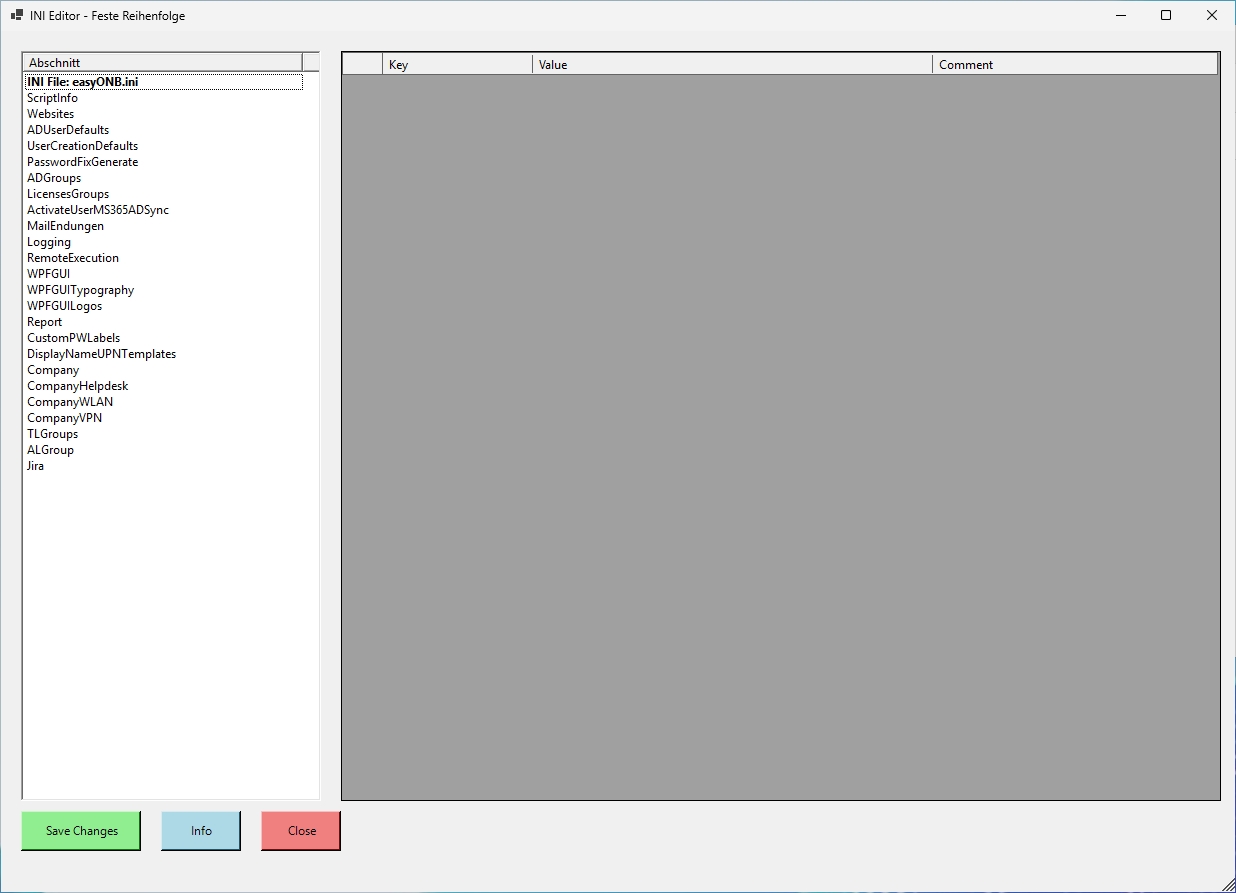 INI Editor - Feste Reihenfolge
Abschnitt
INI File: easyONB.ini
ScriptInfo
Websites
ADUserDefaults
UserCreationDefaults
PasswordFixGenerate
ADGroups
LicensesGroups
ActivateUserMS365ADSync
MailEndungen
Logging
RemoteExecution
WPFGUI
WPFGUITypography
WPFGUILogos
Report
CustomPWLabels
DisplayNameUPNTemplates
Company
CompanyHelpdesk
CompanyWLAN
CompanyVPN
TLGroups
ALGroup
Jira
Key Value Comment
Save Changes Info Close